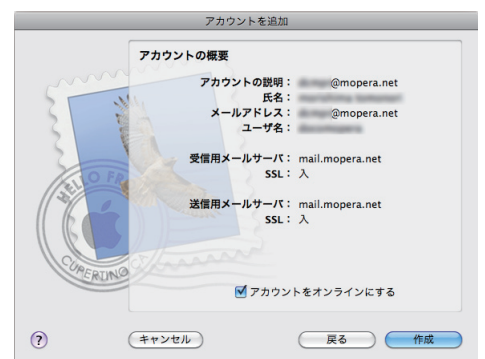 アカウントを追加
アカウントの概要
アカウントの説明： @mopera.net
氏名：
メールアドレス： @mopera.net
ユーザ名：
受信用メールサーバ： mail.mopera.net
SSL： 入
送信用メールサーバ： mail.mopera.net
SSL： 入
HELLO FR
CUPERTINO CA
アカウントをオンラインにする
?
キャンセル
戻る
作成